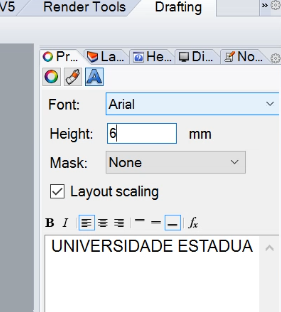 V5 Render Tools Drafting »
Pr... La... He... Di... No...
Font: Arial
Height: 6 mm
Mask: None
Layout scaling
B I fx
UNIVERSIDADE ESTADUA